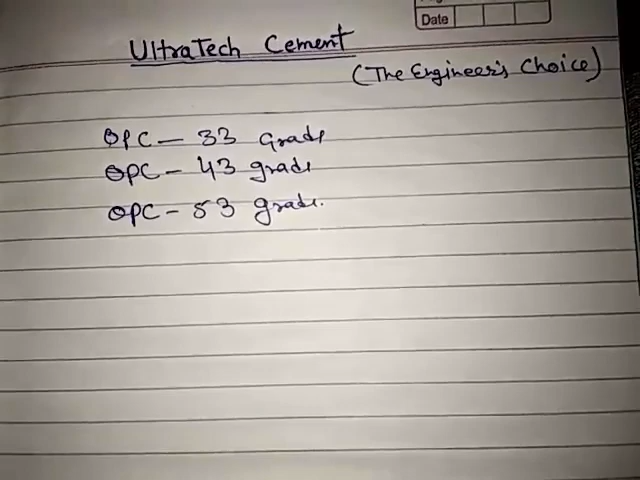 Date
UltraTech Cement
(The Engineer's Choice)
OPC - 33 Grade
OPC - 43 grade
OPC - 53 grade.